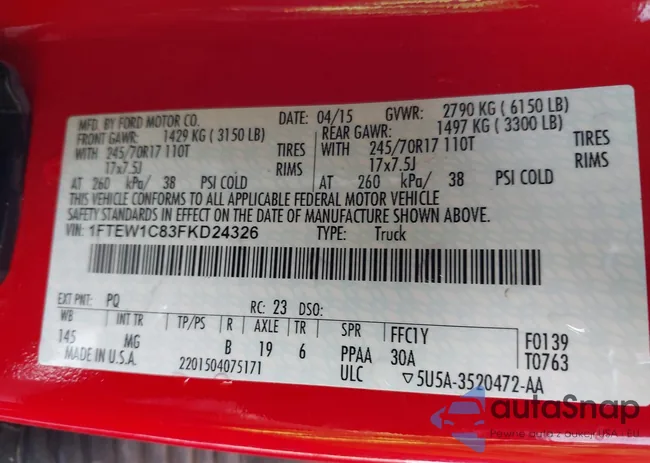 MFD. BY FORD MOTOR CO.
DATE: 04/15 GVWR: 2790 KG (6150 LB)
FRONT GAWR: 1429 KG (3150 LB) REAR GAWR: 1497 KG (3300 LB)
WITH 245/70R17 110T TIRES WITH 245/70R17 110T TIRES
17x7.5J RIMS 17x7.5J RIMS
AT 260 kPa/ 38 PSI COLD AT 260 kPa/ 38 PSI COLD
THIS VEHICLE CONFORMS TO ALL APPLICABLE FEDERAL MOTOR VEHICLE
SAFETY STANDARDS IN EFFECT ON THE DATE OF MANUFACTURE SHOWN ABOVE.
VIN: 1FTEW1C83FKD24326 TYPE: Truck
EXT PNT: PQ RC: 23 DSO:
WB INT TR TP/PS R AXLE TR SPR FFC1Y F0139
145 MG B 19 6 PPAA 30A T0763
MADE IN U.S.A. 2201504075171 ULC ▽5U5A-3520472-AA
autoSnap
Pewne auto z aukcji USA i EU